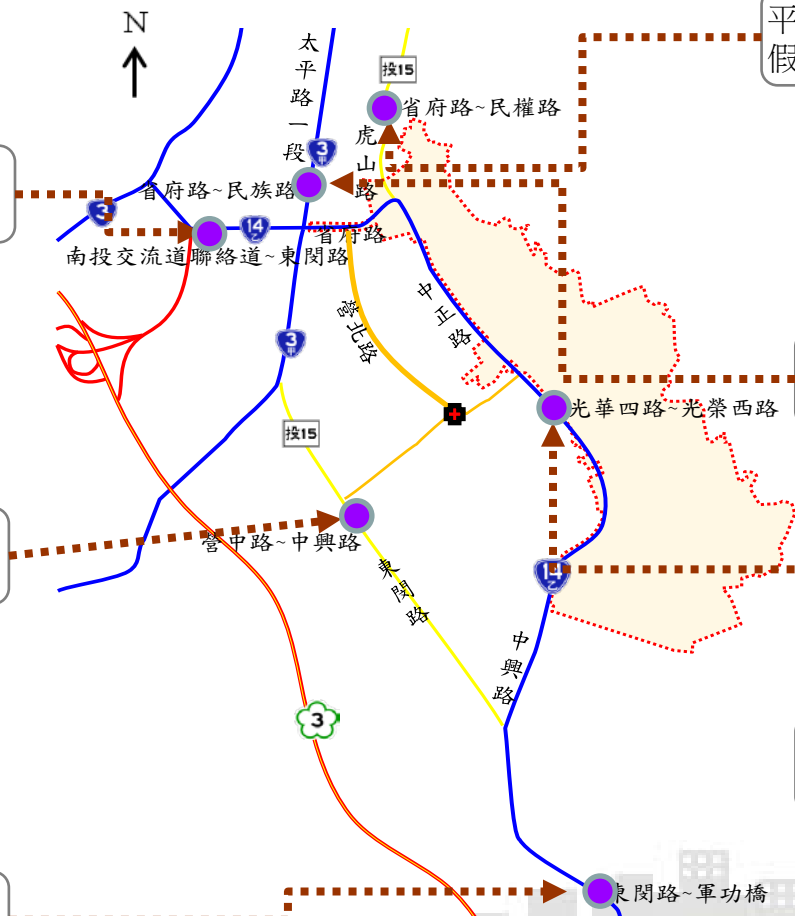 N
平
假
太平路一段
投15
省府路~民權路
虎山路
3
甲
省府路~民族路
3
14
乙
省府路
南投交流道聯絡道~東閔路
中正路
營北路
3
甲
光華四路~光榮西路
投15
營中路~中興路
東閔路
14
乙
中興路
3
東閔路~軍功橋